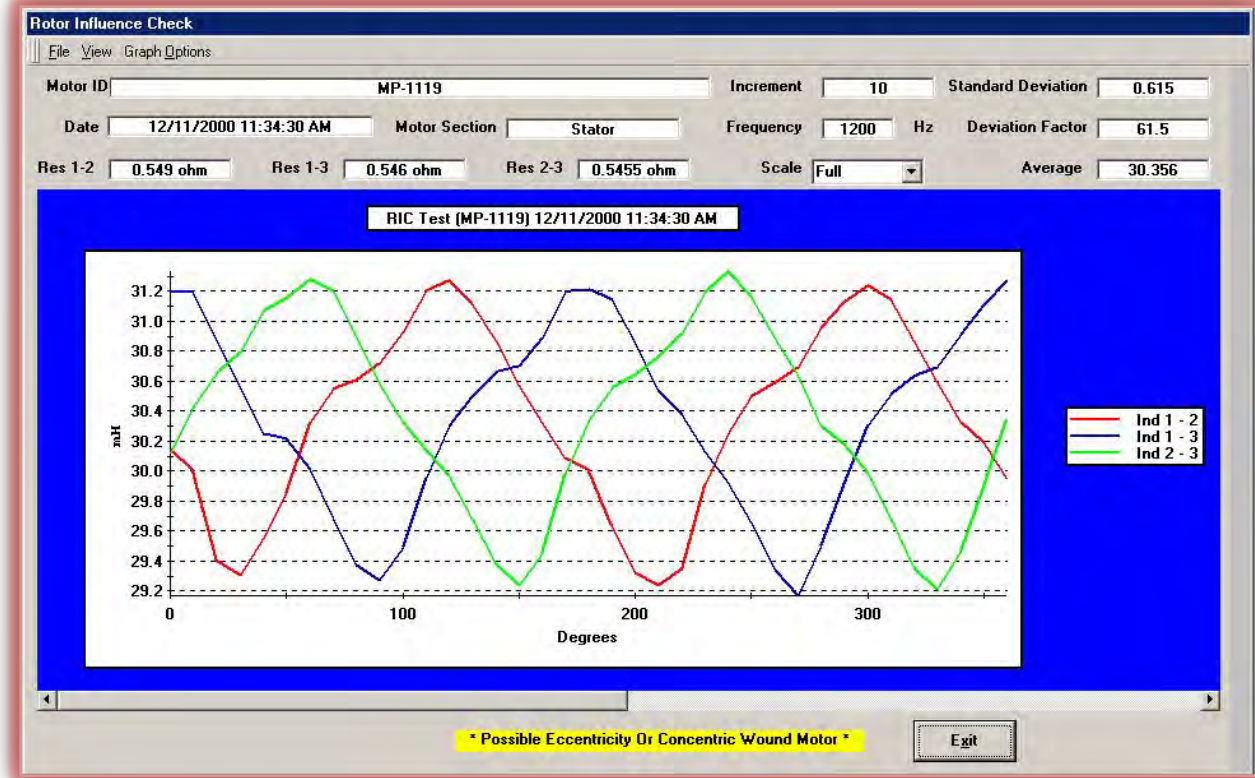 Rotor Influence Check
File View Graph Options
Motor ID MP-1119 Increment 10 Standard Deviation 0.615
Date 12/11/2000 11:34:30 AM Motor Section Stator Frequency 1200 Hz Deviation Factor 61.5
Res 1-2 0.549 ohm Res 1-3 0.546 ohm Res 2-3 0.5455 ohm Scale Full Average 30.356
RIC Test (MP-1119) 12/11/2000 11:34:30 AM
31.2
31.0
30.8
30.6
30.4
30.2
30.0
29.8
29.6
29.4
29.2
mH
0 100 200 300
Degrees
Ind 1 - 2
Ind 1 - 3
Ind 2 - 3
* Possible Eccentricity Or Concentric Wound Motor *
Exit